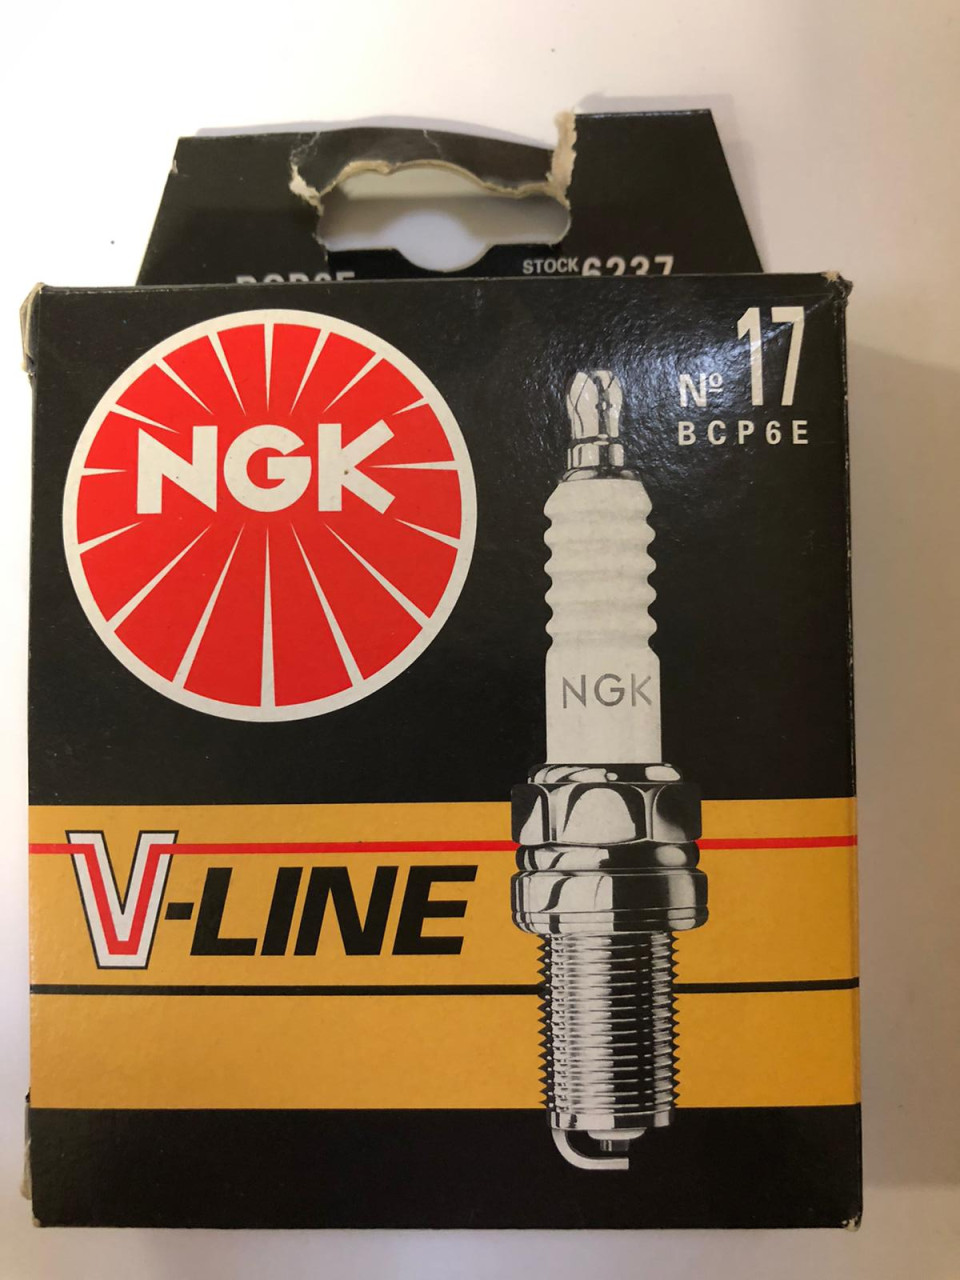 STOCK 6237
NGK
Nº 17
BCP6E
NGK
V-LINE